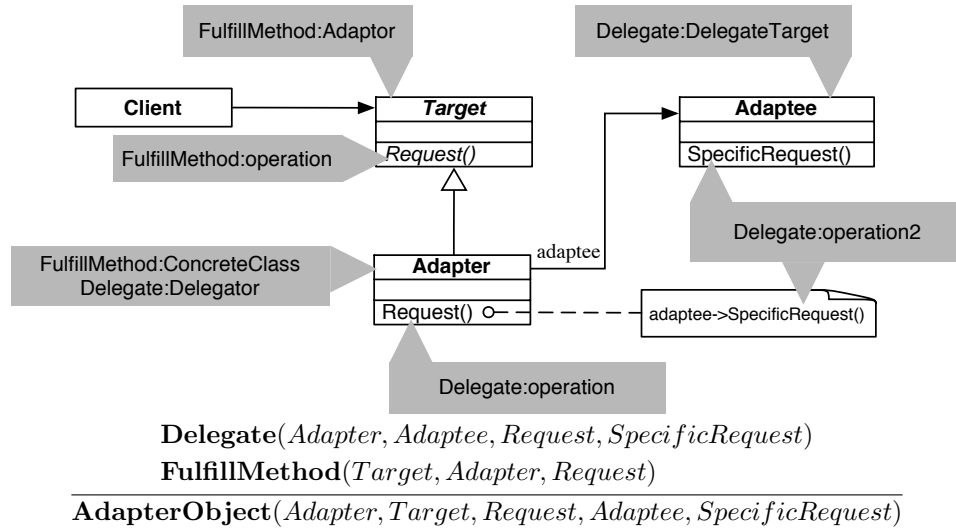 FulfillMethod:Adaptor
Delegate:DelegateTarget
Client
Target
Adaptee
FulfillMethod:operation
Request()
SpecificRequest()
Delegate:operation2
adaptee
FulfillMethod:ConcreteClass
Delegate:Delegator
Adapter
Request()
adaptee->SpecificRequest()
Delegate:operation
Delegate(Adapter, Adaptee, Request, SpecificRequest)
FulfillMethod(Target, Adapter, Request)
AdapterObject(Adapter, Target, Request, Adaptee, SpecificRequest)